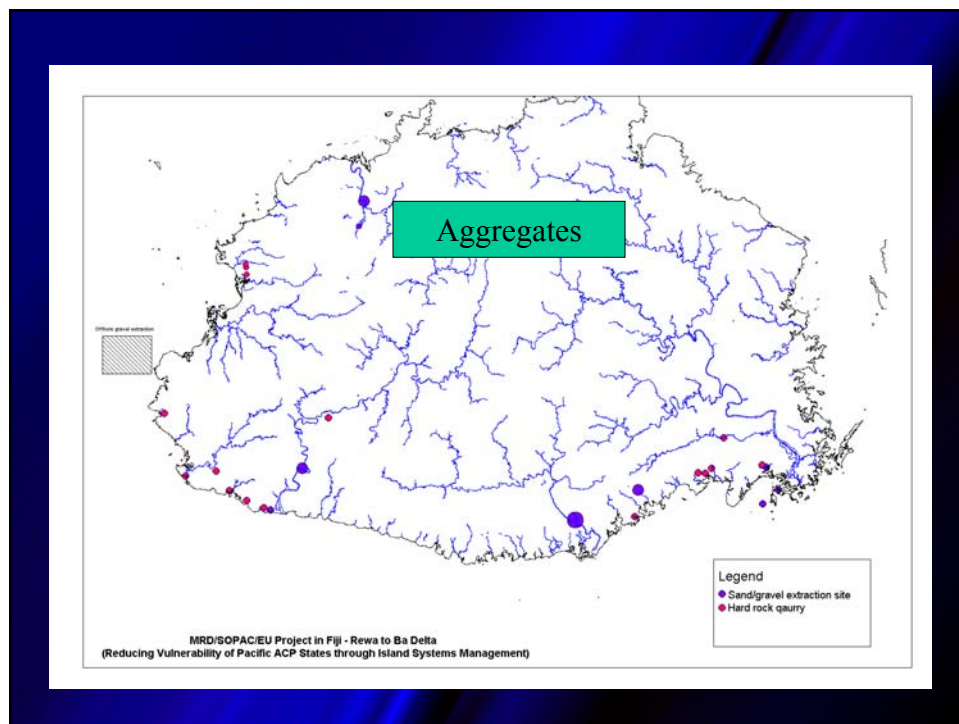 Aggregates
Offshore gravel extraction
Legend
Sand/gravel extraction site
Hard rock qaurry
MRD/SOPAC/EU Project in Fiji - Rewa to Ba Delta
(Reducing Vulnerability of Pacific ACP States through Island Systems Management)